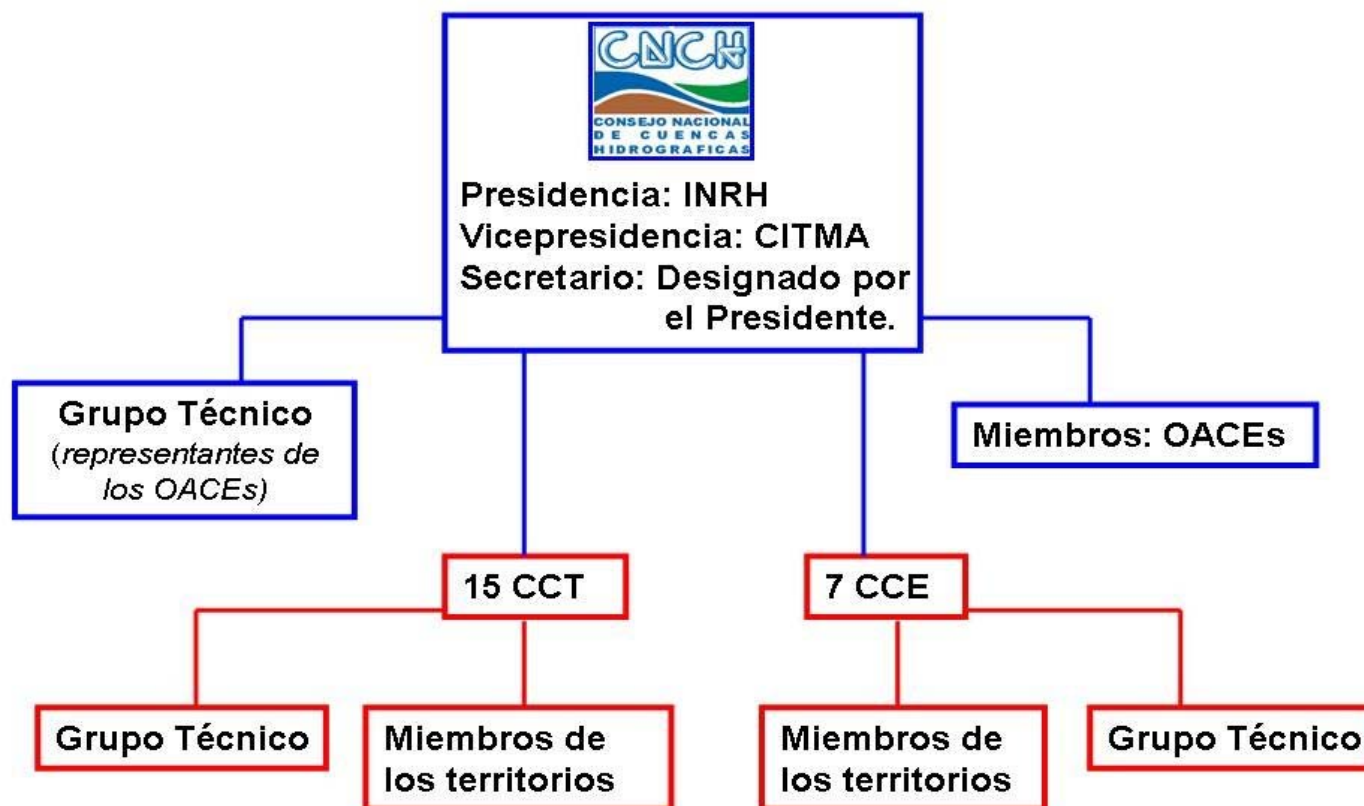 CNCH
CONSEJO NACIONAL
DE CUENCAS
HIDROGRAFICAS
Presidencia: INRH
Vicepresidencia: CITMA
Secretario: Designado por
el Presidente.
Grupo Técnico
(representantes de
los OACEs)
Miembros: OACEs
15 CCT
7 CCE
Grupo Técnico
Miembros de
los territorios
Miembros de
los territorios
Grupo Técnico